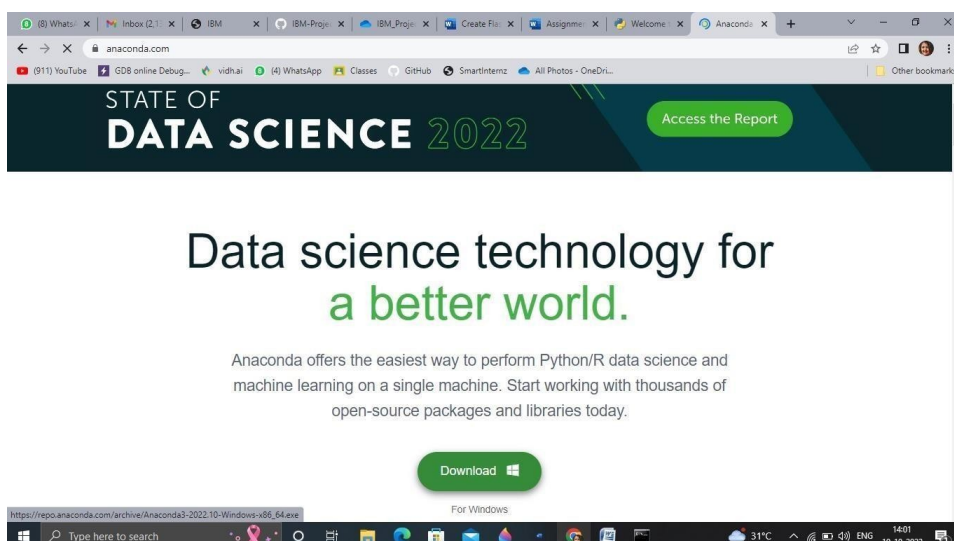 (8) Whats
Inbox (2,1
IBM
IBM-Proje
IBM_Proje
Create Fla
Assignme
Welcome
Anaconda
anaconda.com
(911) YouTube
GDB online Debug...
vidh.ai
(4) WhatsApp
Classes
GitHub
SmartInternz
All Photos - OneDri...
Other bookmark
STATE OF
DATA SCIENCE 2022
Access the Report
Data science technology for
a better world.
Anaconda offers the easiest way to perform Python/R data science and
machine learning on a single machine. Start working with thousands of
open-source packages and libraries today.
Download
For Windows
https://repo.anaconda.com/archive/Anaconda3-2022.10-Windows-x86_64.exe
Type here to search
31°C
ENG
14:01